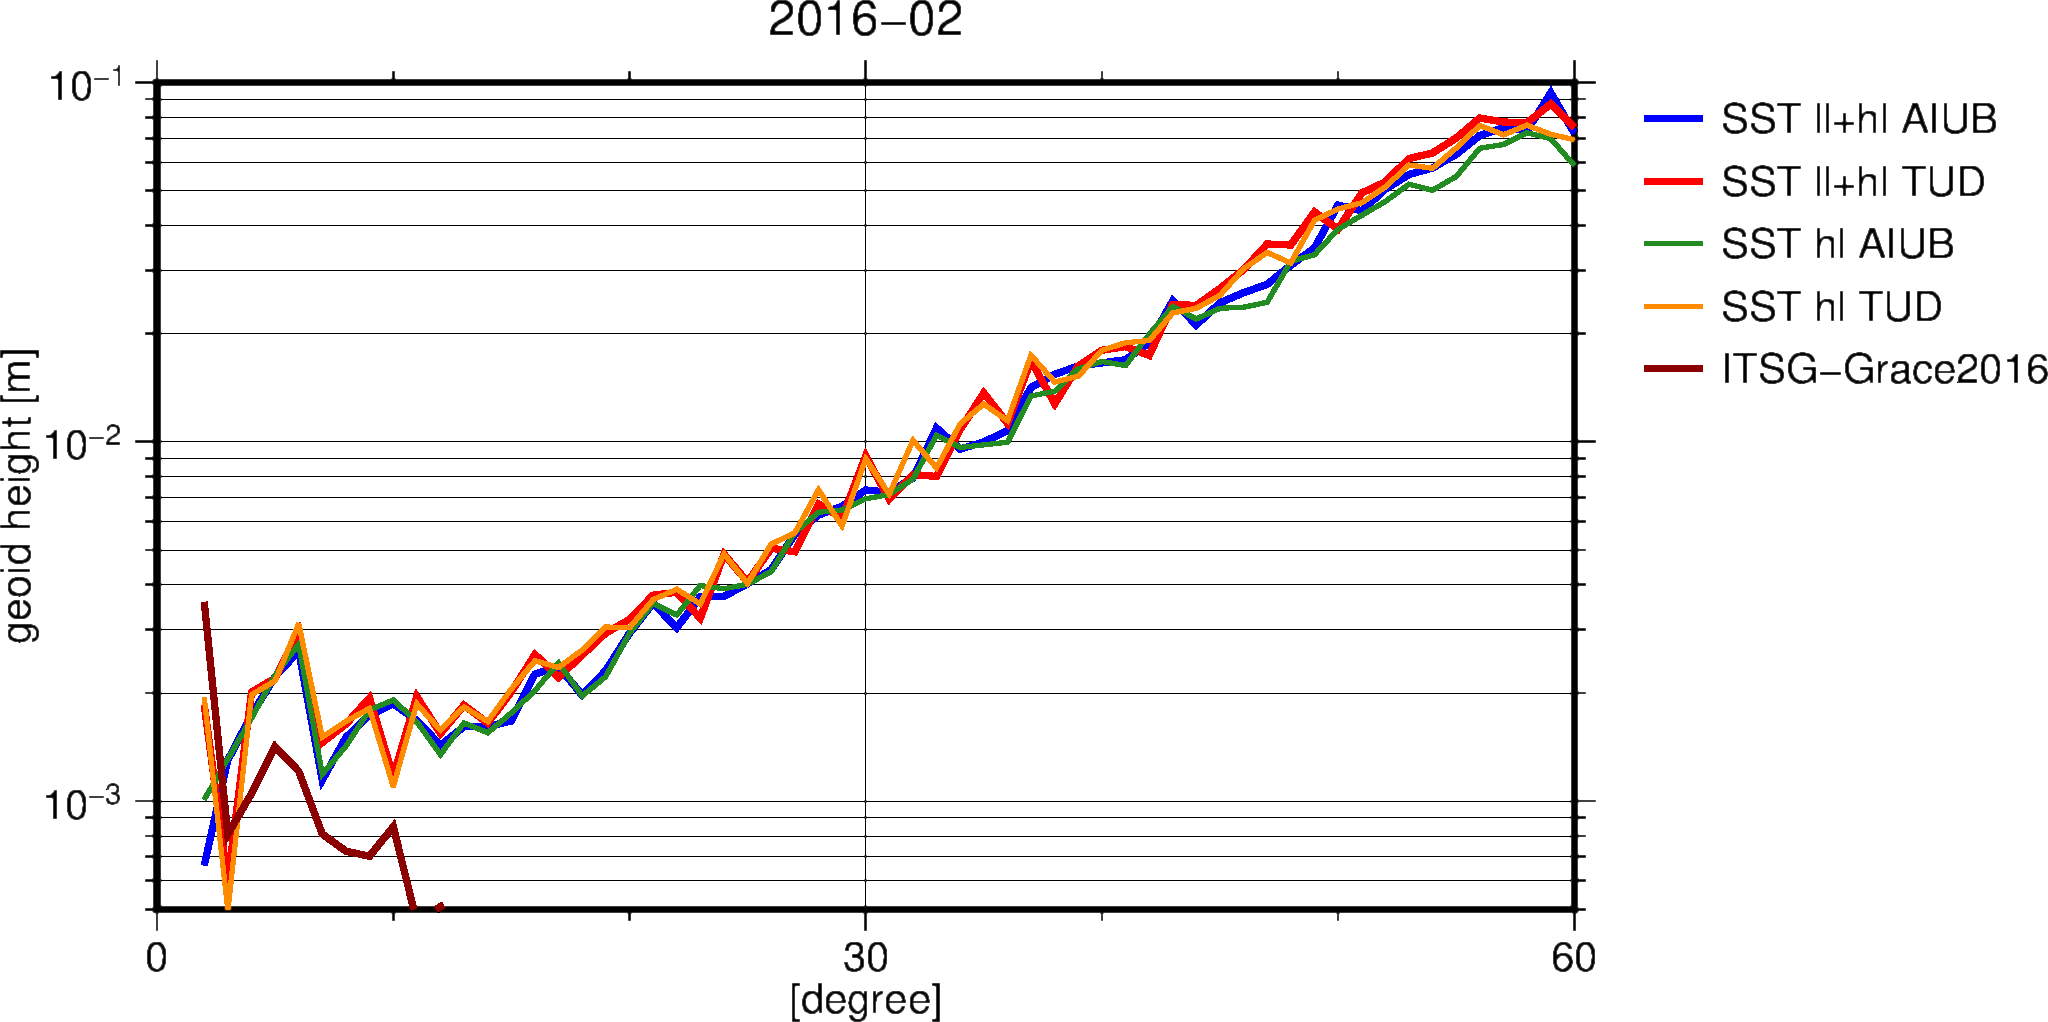 2016−02
10−1
10−2
10−3
geoid height [m]
0
30
60
[degree]
SST ll+hl AIUB
SST ll+hl TUD
SST hl AIUB
SST hl TUD
ITSG−Grace2016